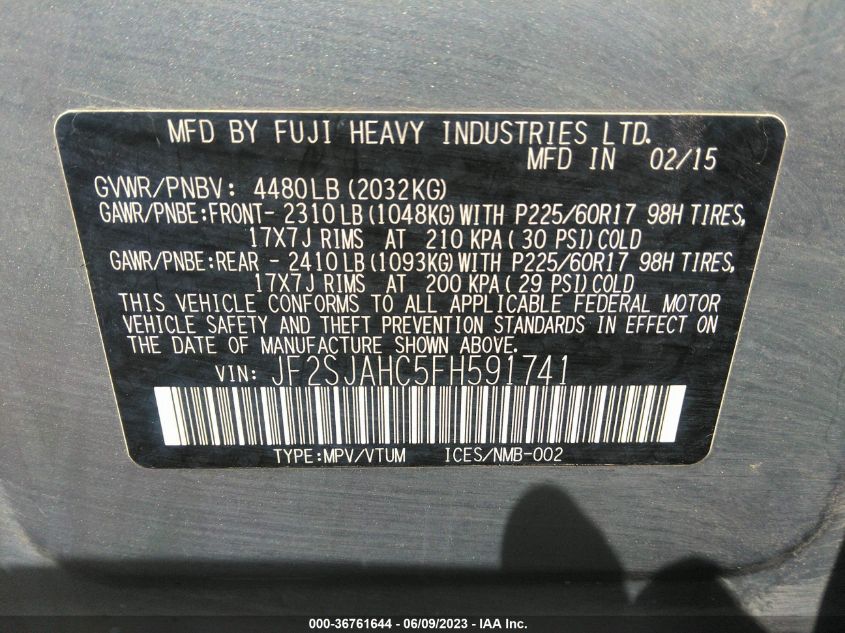 MFD BY FUJI HEAVY INDUSTRIES LTD.
MFD IN 02/15
GVWR/PNBV: 4480LB (2032KG)
GAWR/PNBE:FRONT- 2310LB (1048KG) WITH P225/60R17 98H TIRES,
17X7J RIMS AT 210 KPA ( 30 PSI) COLD
GAWR/PNBE:REAR - 2410LB (1093KG) WITH P225/60R17 98H TIRES,
17X7J RIMS AT 200 KPA ( 29 PSI) COLD
THIS VEHICLE CONFORMS TO ALL APPLICABLE FEDERAL MOTOR
VEHICLE SAFETY AND THEFT PREVENTION STANDARDS IN EFFECT ON
THE DATE OF MANUFACTURE SHOWN ABOVE.
VIN: JF2SJAHC5FH591741
TYPE:MPV/VTUM ICES/NMB-002
000-36761644 - 06/09/2023 - IAA Inc.